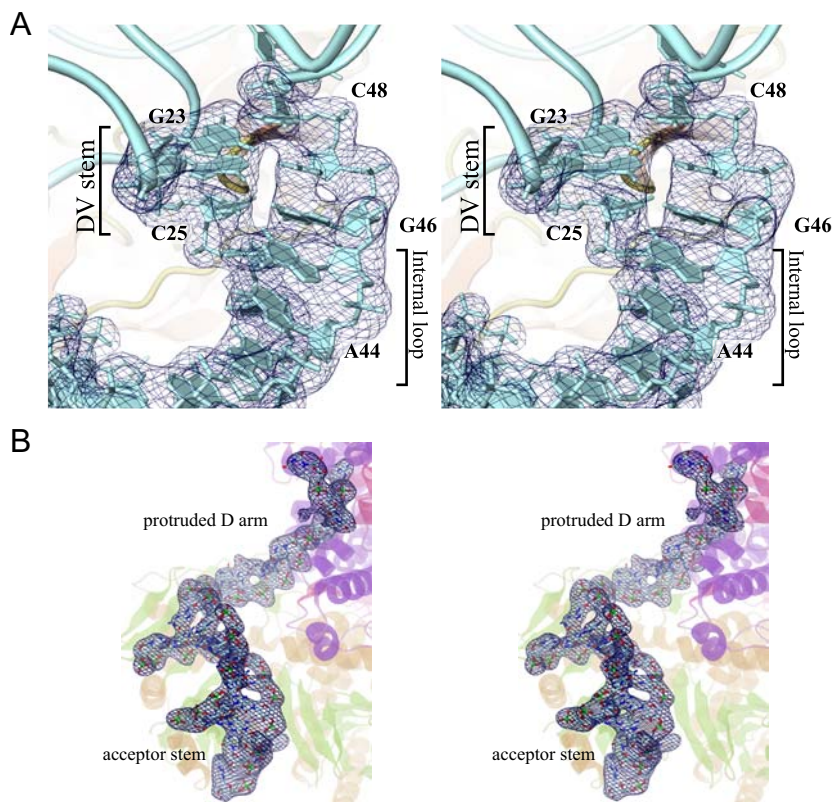 A
C48
G23
DV stem
C25
G46
Internal loop
A44
C48
G23
DV stem
C25
G46
Internal loop
A44
B
protruded D arm
acceptor stem
protruded D arm
acceptor stem